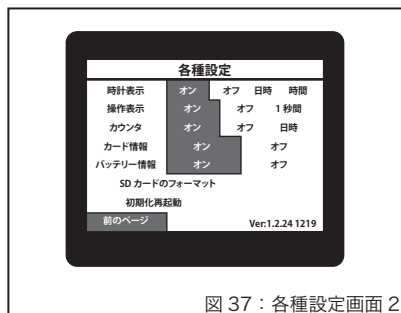 各種設定
時計表示 オン オフ 日時 時間
操作表示 オン オフ 1 秒間
カウンタ オン オフ 日時
カード情報 オン オフ
バッテリー情報 オン オフ
SD カードのフォーマット
初期化再起動
前のページ Ver:1.2.24 1219
図 37：各種設定画面 2